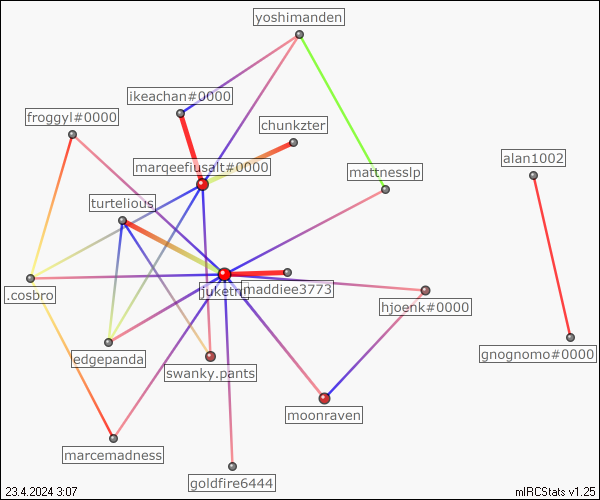 yoshimanden
ikeachan#0000
froggyl#0000
chunkzter
marqeefiusalt#0000
alan1002
mattnesslp
turtelious
maddiee3773
.cosbro
hjoenk#0000
edgepanda
gnognomo#0000
swanky.pants
moonraven
marcemadness
goldfire6444
23.4.2024 3:07
mIRCStats v1.25